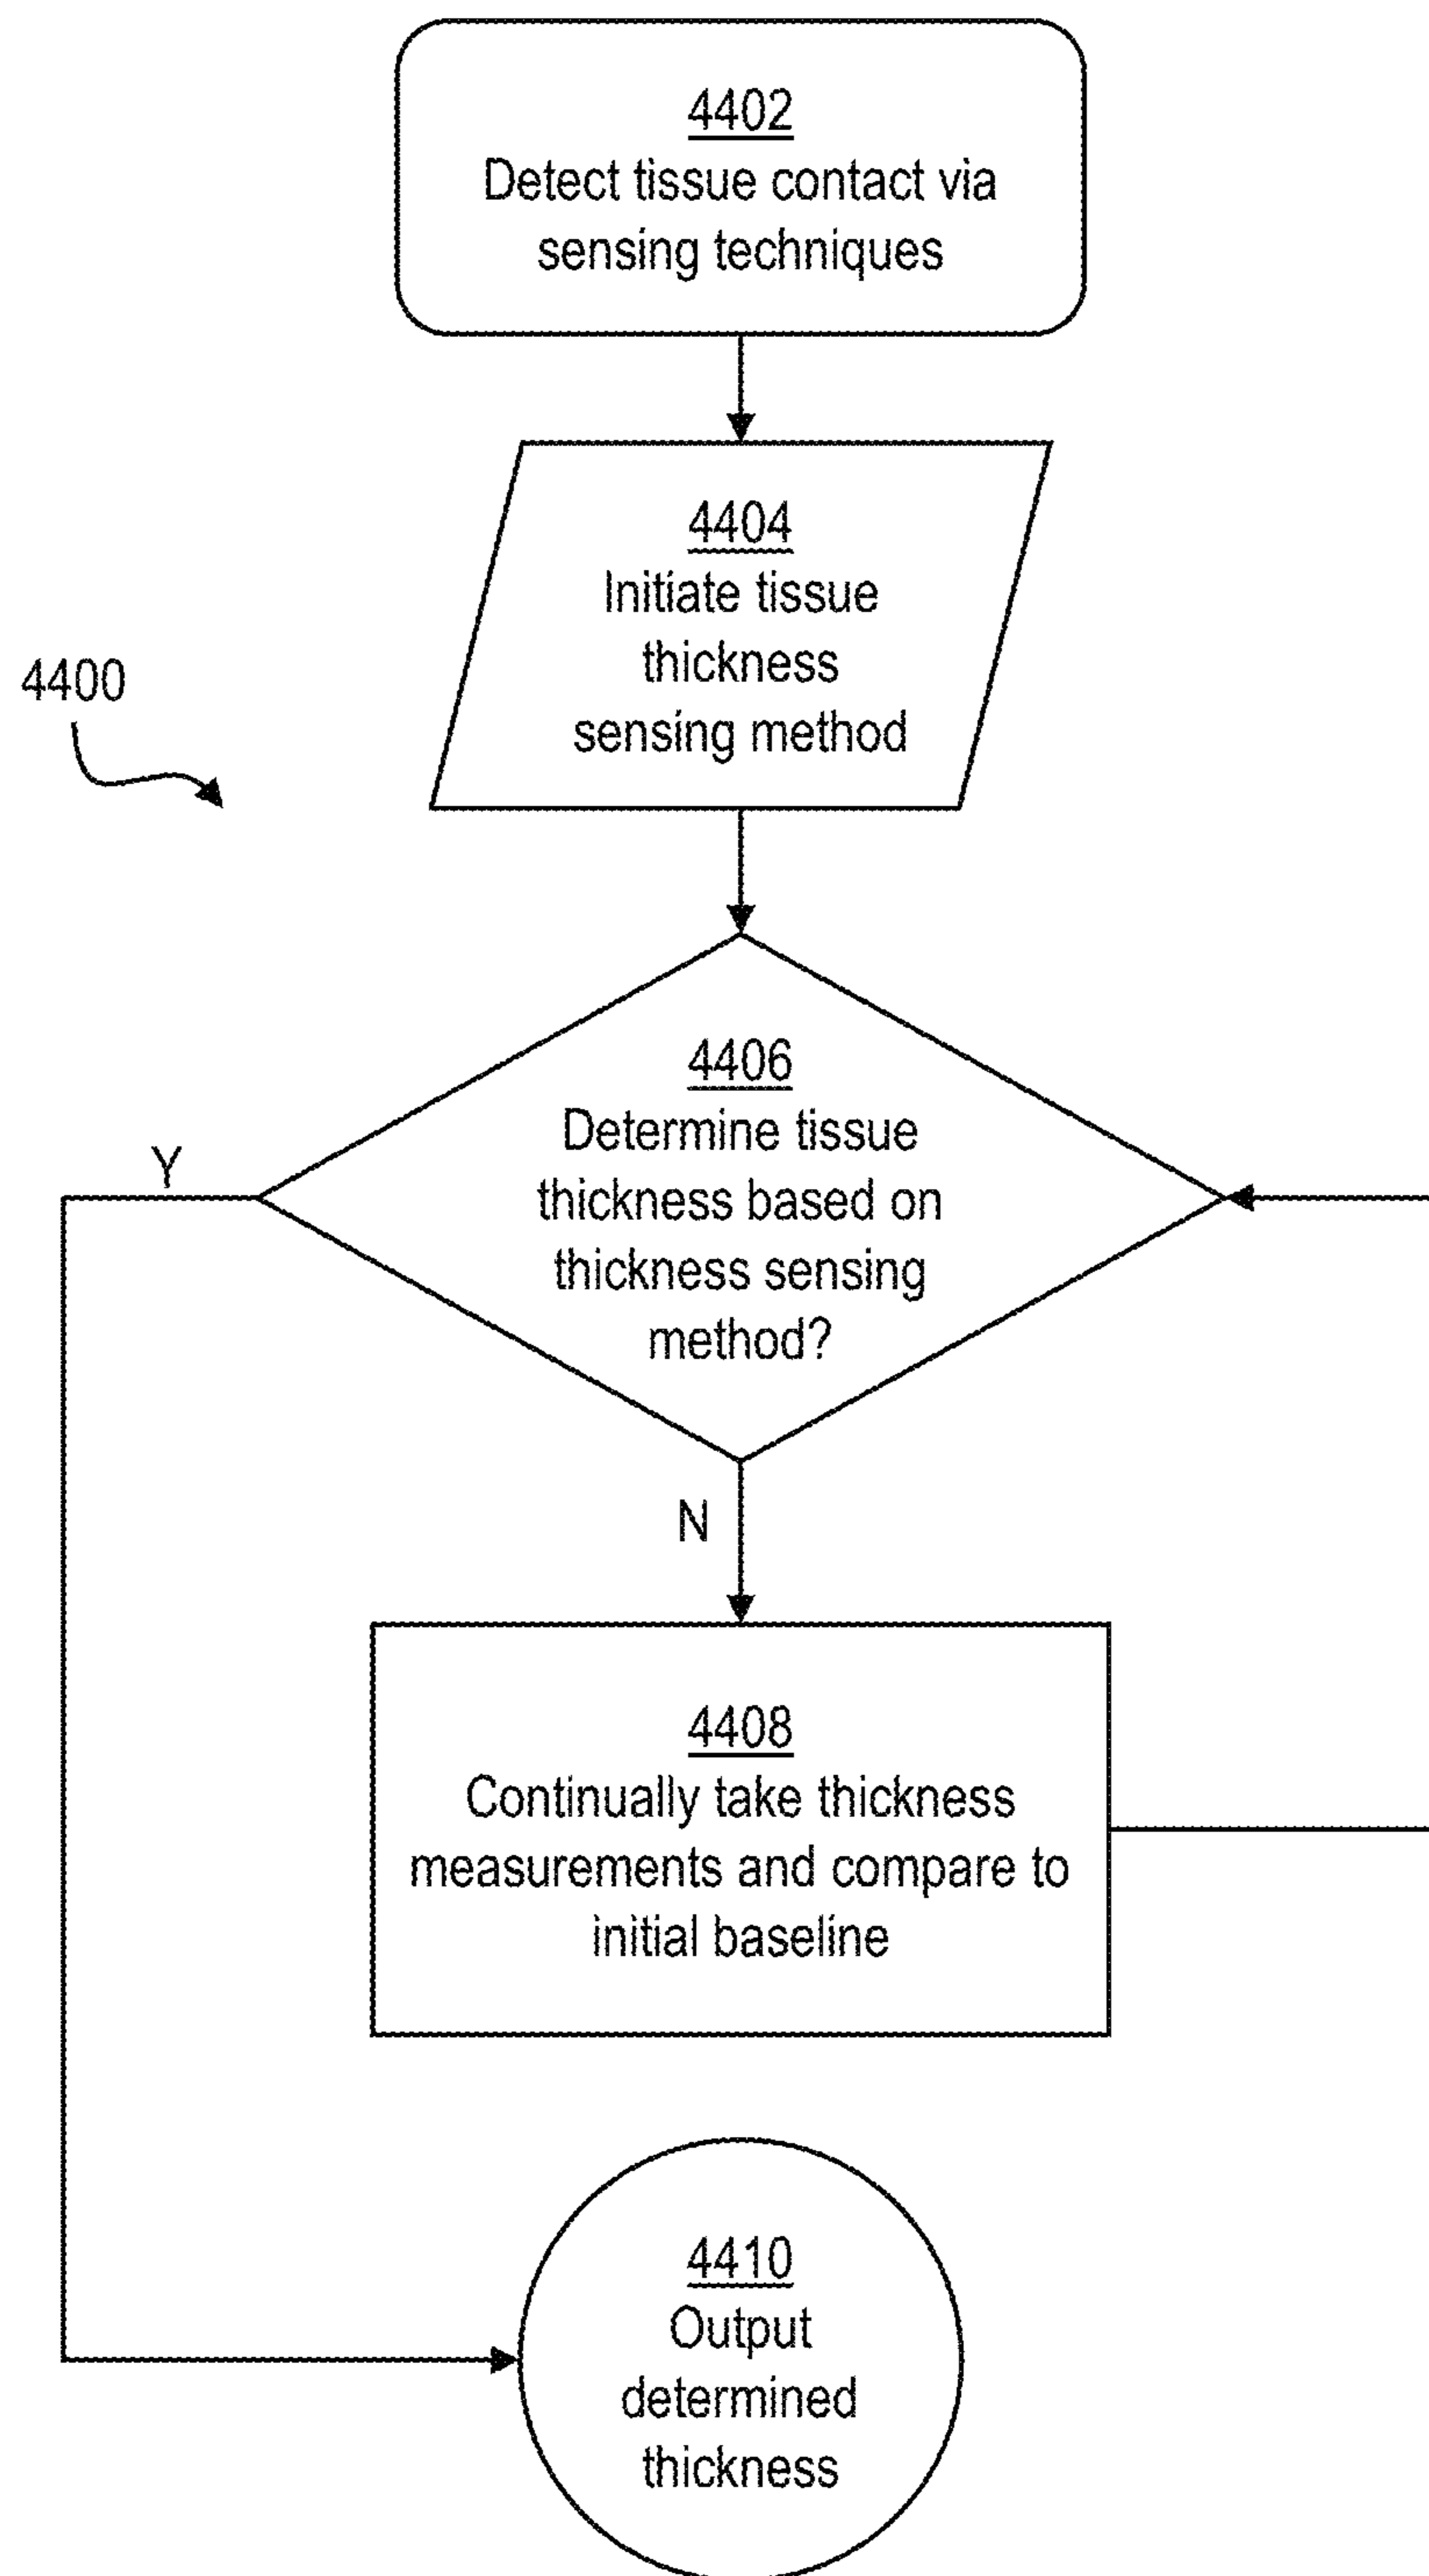 4402
Detect tissue contact via
sensing techniques
4404
Initiate tissue
thickness
sensing method
4400
4406
Determine tissue
thickness based on
thickness sensing
method?
Y
N
4408
Continually take thickness
measurements and compare to
initial baseline
4410
Output
determined
thickness